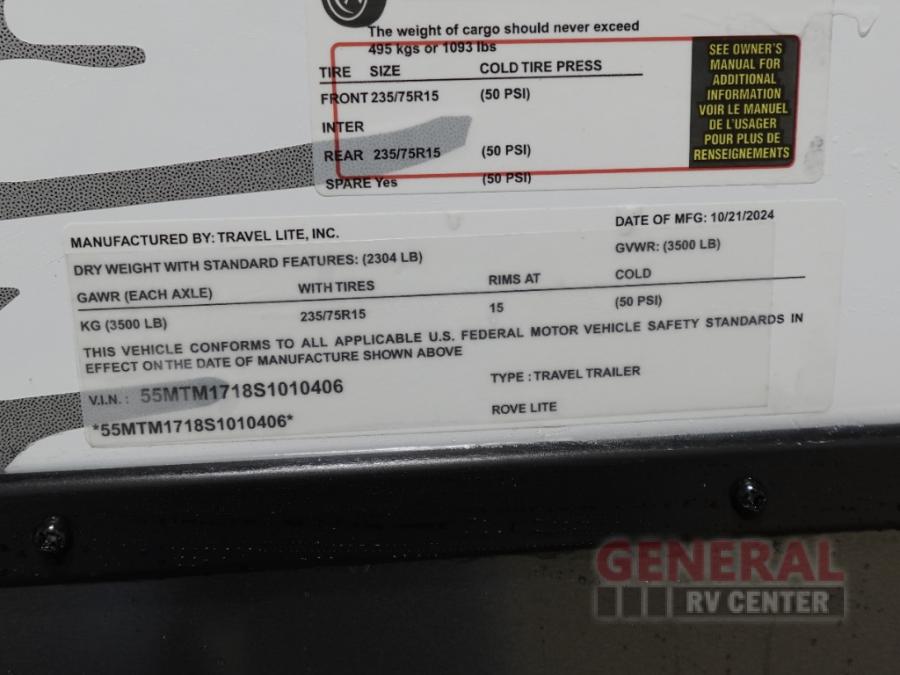 The weight of cargo should never exceed
495 kgs or 1093 lbs
TIRE SIZE COLD TIRE PRESS
FRONT 235/75R15 (50 PSI)
INTER
REAR 235/75R15 (50 PSI)
SPARE Yes (50 PSI)
SEE OWNER'S
MANUAL FOR
ADDITIONAL
INFORMATION
VOIR LE MANUEL
DE L'USAGER
POUR PLUS DE
RENSEIGNEMENTS
MANUFACTURED BY: TRAVEL LITE, INC. DATE OF MFG: 10/21/2024
DRY WEIGHT WITH STANDARD FEATURES: (2304 LB) GVWR: (3500 LB)
GAWR (EACH AXLE) WITH TIRES RIMS AT COLD
KG (3500 LB) 235/75R15 15 (50 PSI)
THIS VEHICLE CONFORMS TO ALL APPLICABLE U.S. FEDERAL MOTOR VEHICLE SAFETY STANDARDS IN
EFFECT ON THE DATE OF MANUFACTURE SHOWN ABOVE
V.I.N. : 55MTM1718S1010406 TYPE : TRAVEL TRAILER
*55MTM1718S1010406* ROVE LITE
GENERAL
RV CENTER